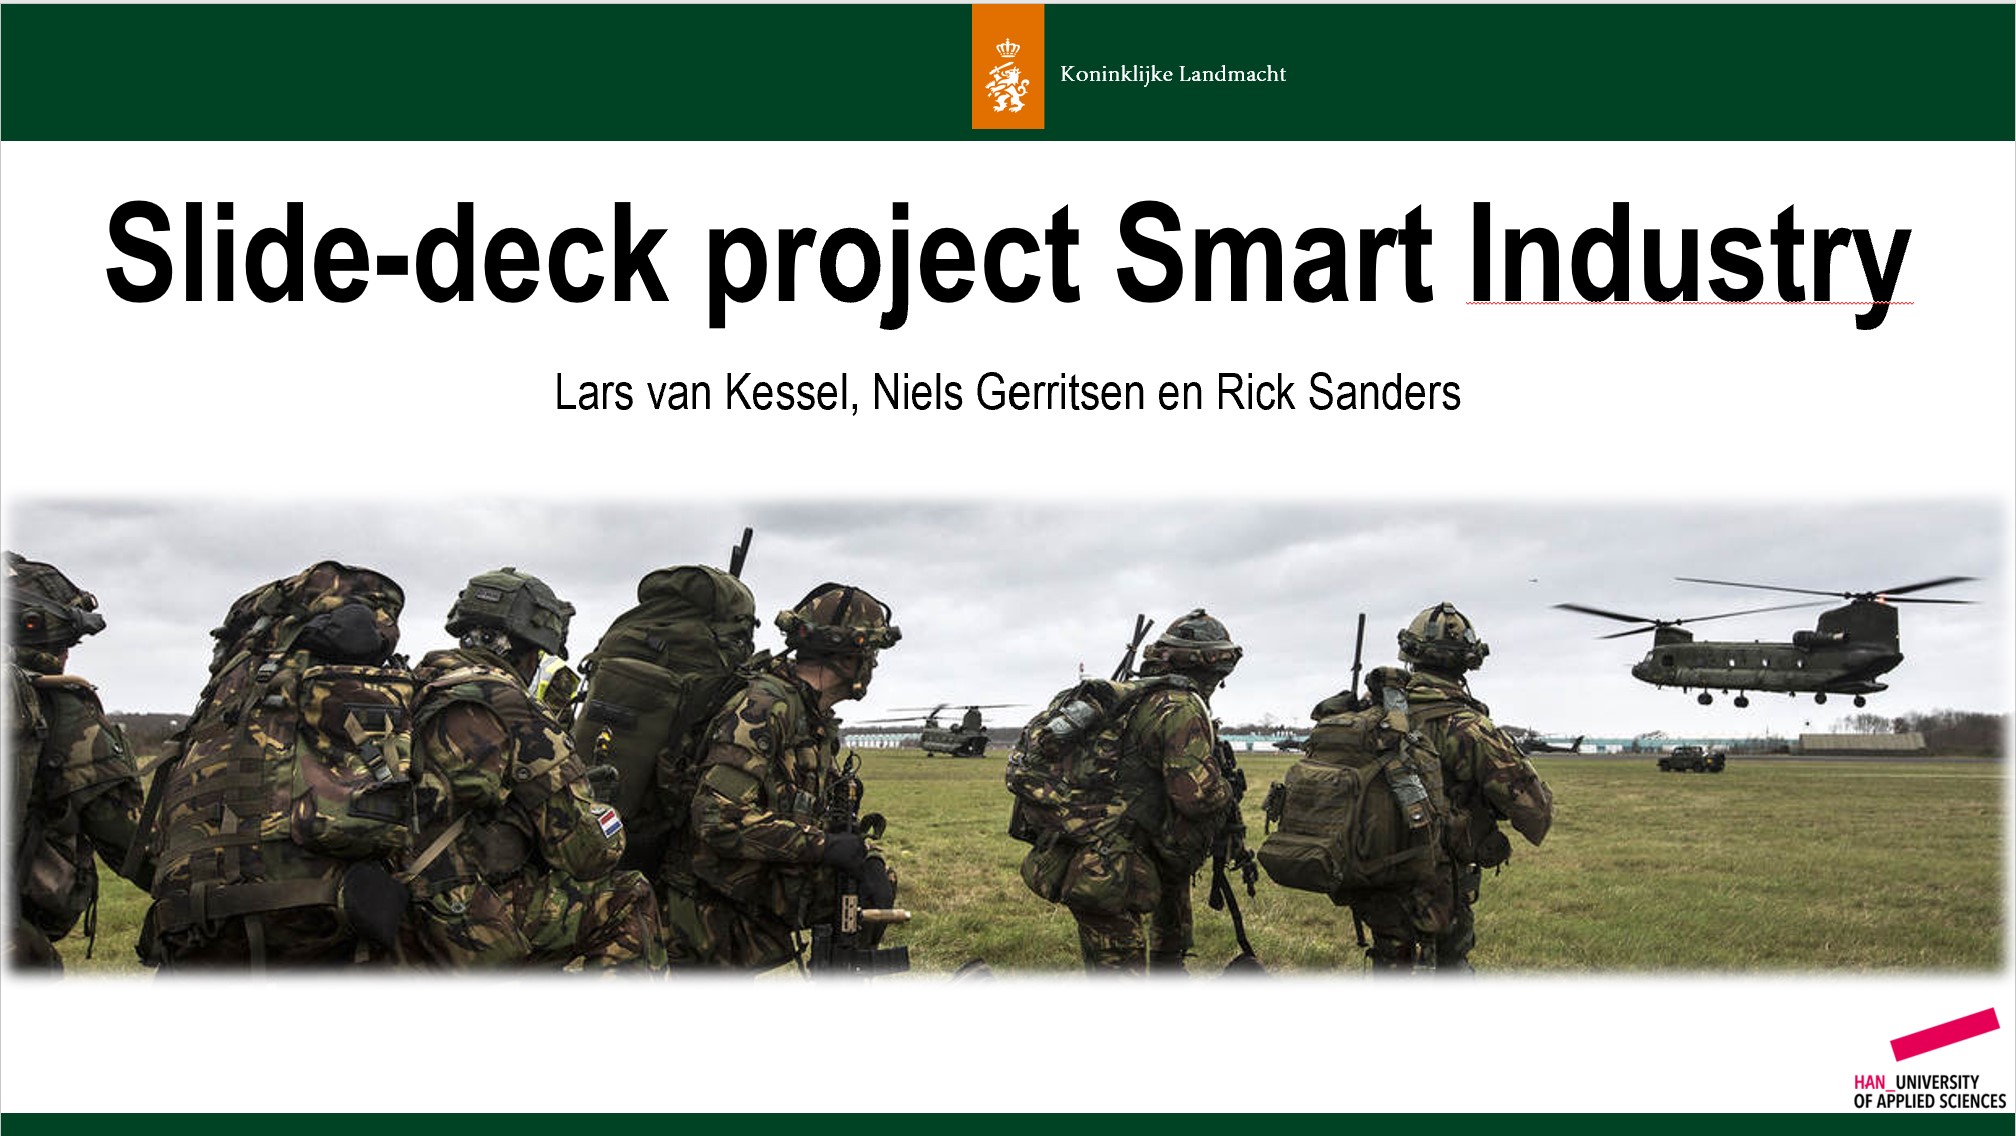 Koninklijke Landmacht
Slide-deck project Smart Industry
Lars van Kessel, Niels Gerritsen en Rick Sanders
HAN_UNIVERSITY
OF APPLIED SCIENCES